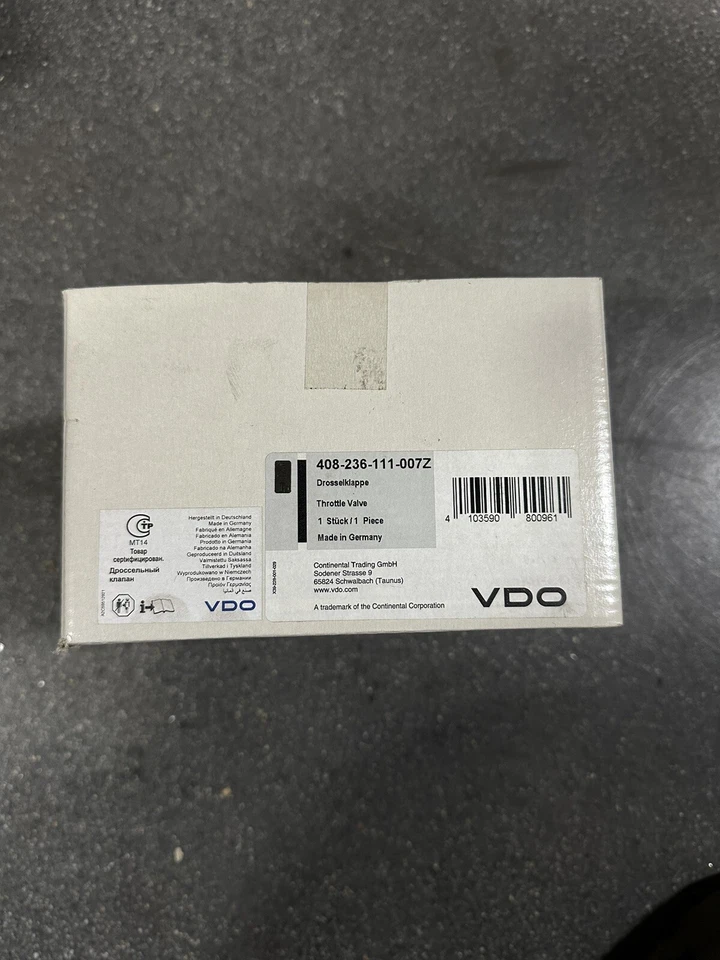 408-236-111-007Z
Drosselklappe
Throttle Valve
1 Stück / 1 Piece
Made in Germany
4 103590 800961
Continental Trading GmbH
Sodener Strasse 9
65824 Schwalbach (Taunus)
www.vdo.com
A trademark of the Continental Corporation
VDO
TP
MT14
Товар
сертифицирован.
Дроссельный
клапан
Hergestellt in Deutschland
Made in Germany
Fabriqué en Allemagne
Fabricado en Alemania
Prodotto in Germania
Fabricado na Alemanha
Geproduceerd in Duitsland
Valmistettu Saksassa
Tillverkad i Tyskland
Wyprodukowano w Niemczech
Произведено в Германии
Προϊόν Γερμανίας
صنع في ألمانيا
i
VDO